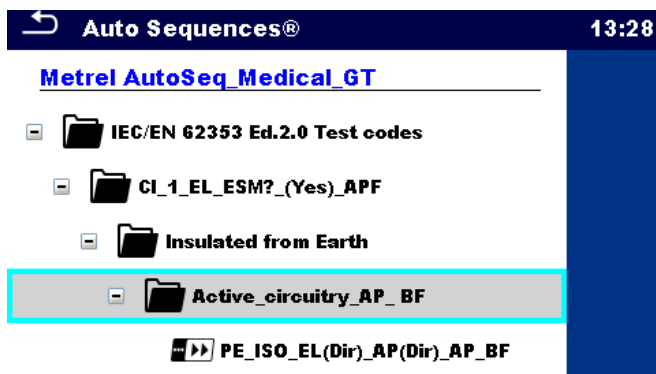 Auto Sequences® 13:28
Metrel AutoSeq_Medical_GT
IEC/EN 62353 Ed.2.0 Test codes
Cl_1_EL_ESM?_(Yes)_APF
Insulated from Earth
Active_circuitry_AP_ BF
PE_ISO_EL(Dir)_AP(Dir)_AP_BF